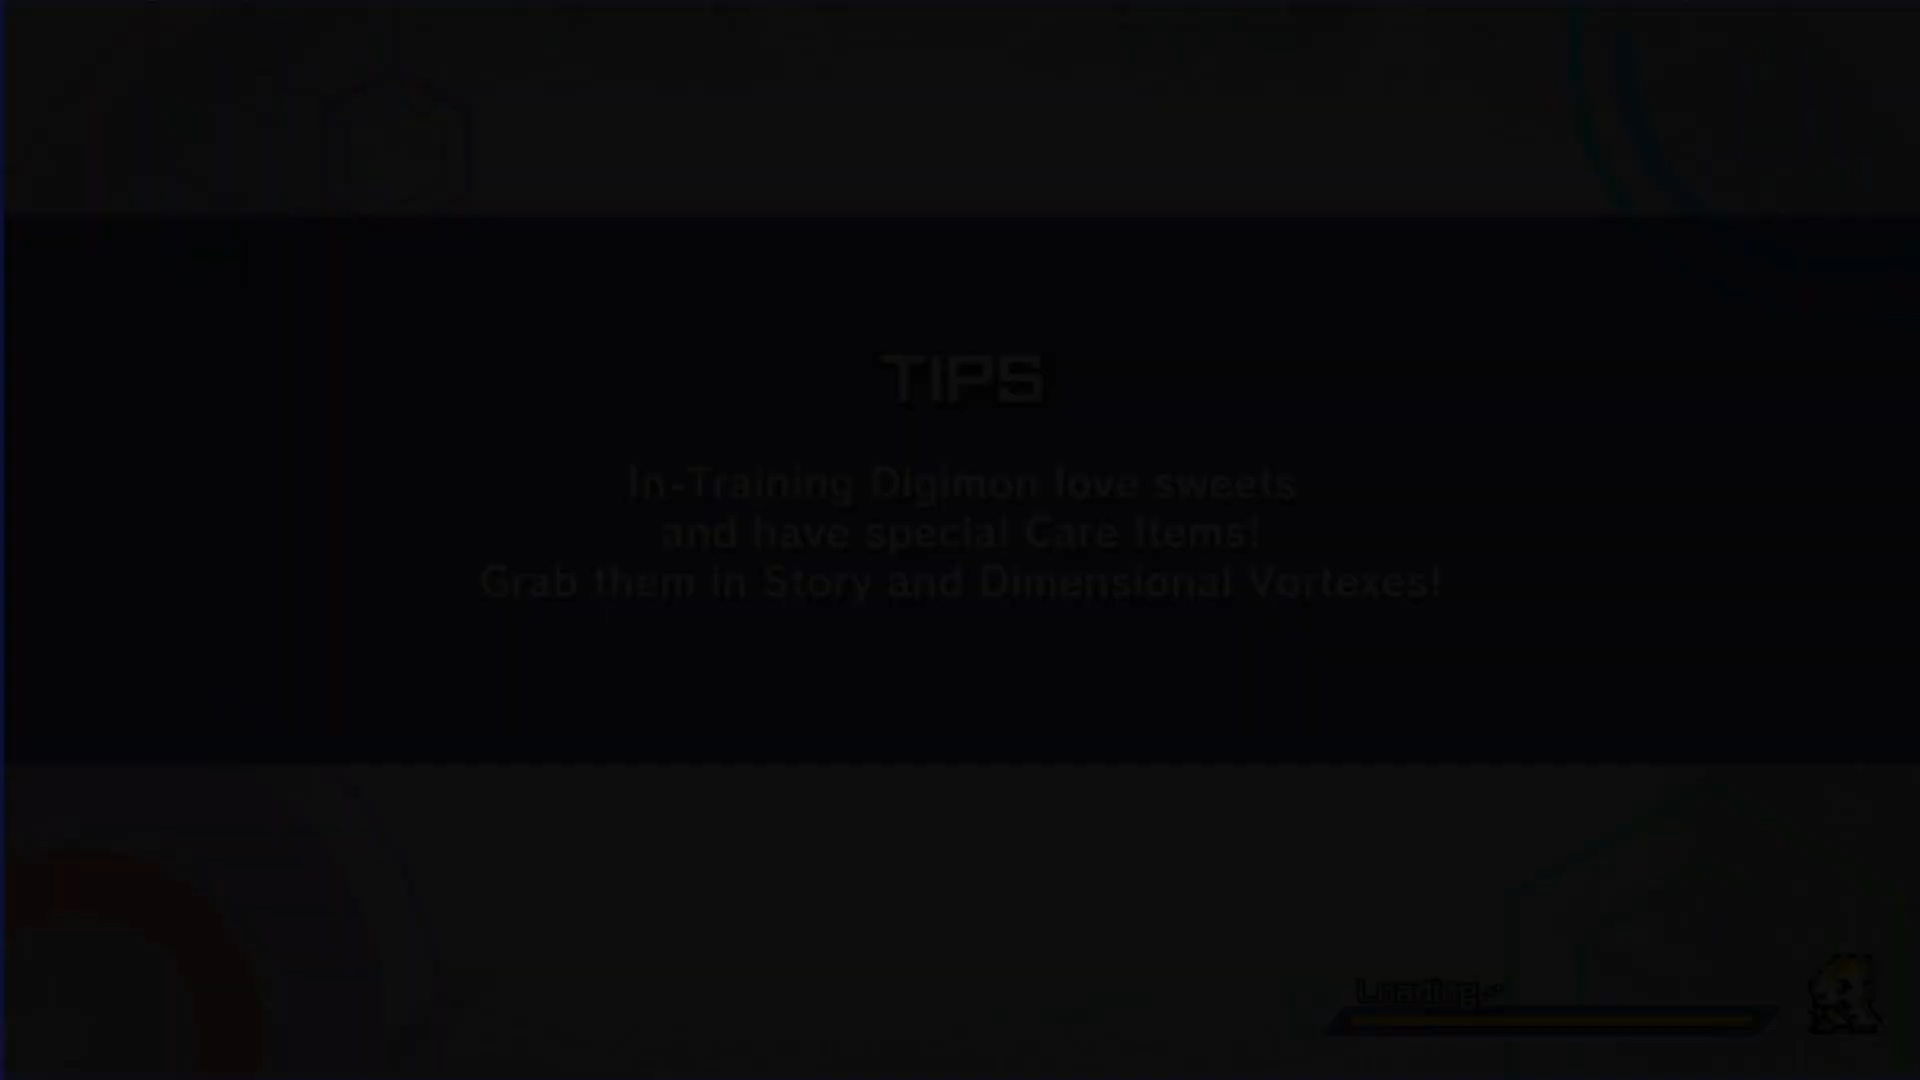 TIPS
In-Training Digimon love sweets
and have special Care Items!
Grab them in Story and Dimensional Vortexes!
Loading